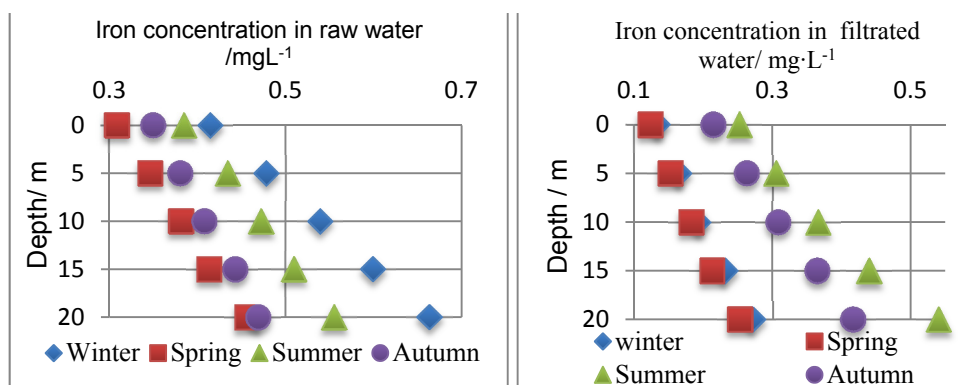 Iron concentration in raw water
/mgL-1
0.3 0.5 0.7
0
5
10
15
20
Depth/ m
Winter Spring Summer Autumn
Iron concentration in filtrated
water/ mg·L-1
0.1 0.3 0.5
0
5
10
15
20
Depth / m
winter Spring
Summer Autumn